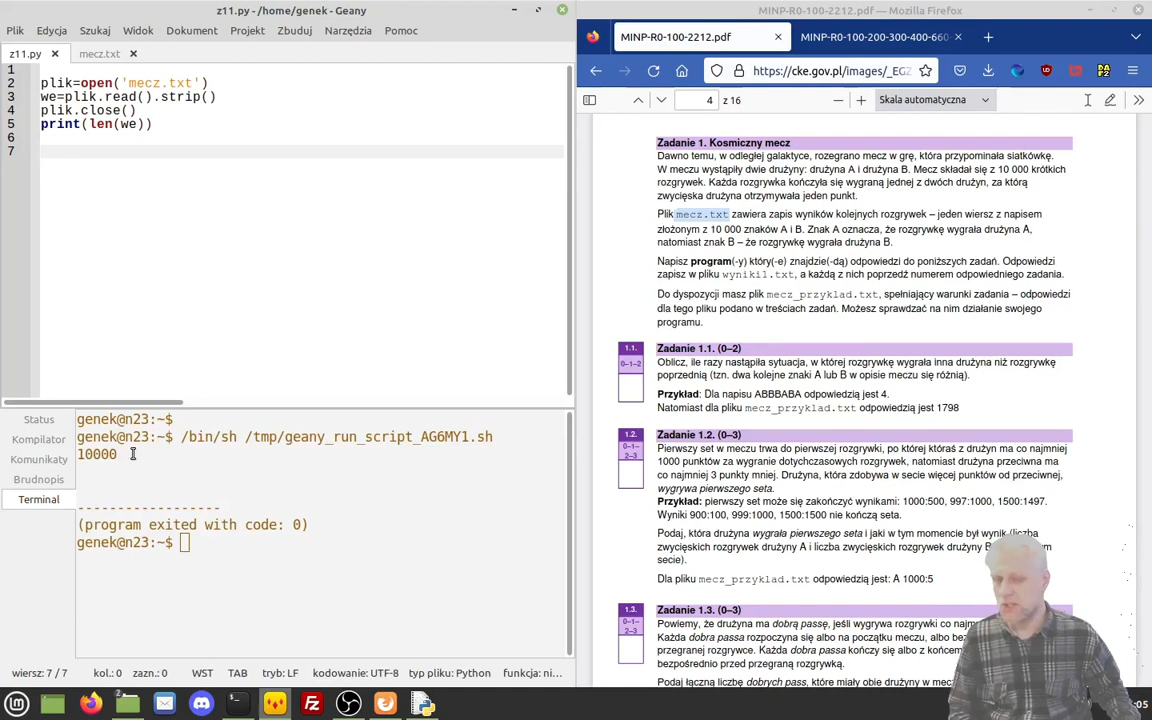 z11.py - /home/genek - Geany
Plik Edycja Szukaj Widok Dokument Projekt Zbuduj Narzędzia Pomoc
z11.py
mecz.txt
1
2 plik=open('mecz.txt')
3 we=plik.read().strip()
4 plik.close()
5 print(len(we))
6
7
Status
Kompilator
Komunikaty
Brudnopis
Terminal
genek@n23:~$
genek@n23:~$ /bin/sh /tmp/geany_run_script_AG6MY1.sh
10000
------------------
(program exited with code: 0)
genek@n23:~$
wiersz: 7 / 7 kol.: 0 zazn.: 0 WST TAB tryb: LF kodowanie: UTF-8 typ pliku: Python funkcja: ni...
MINP-R0-100-2212.pdf — Mozilla Firefox
MINP-R0-100-2212.pdf
MINP-R0-100-200-300-400-660-
https://cke.gov.pl/images/_EGZ
4 z 16 Skala automatyczna
Zadanie 1. Kosmiczny mecz
Dawno temu, w odległej galaktyce, rozegrano mecz w grę, która przypominała siatkówkę.
W meczu wystąpiły dwie drużyny: drużyna A i drużyna B. Mecz składał się z 10 000 krótkich
rozgrywek. Każda rozgrywka kończyła się wygraną jednej z dwóch drużyn, za którą
zwycięska drużyna otrzymywała jeden punkt.
Plik mecz.txt zawiera zapis wyników kolejnych rozgrywek – jeden wiersz z napisem
złożonym z 10 000 znaków A i B. Znak A oznacza, że rozgrywkę wygrała drużyna A,
natomiast znak B – że rozgrywkę wygrała drużyna B.
Napisz program(-y) który(-e) znajdzie(-dą) odpowiedzi do poniższych zadań. Odpowiedzi
zapisz w pliku wyniki1.txt, a każdą z nich poprzedź numerem odpowiedniego zadania.
Do dyspozycji masz plik mecz_przyklad.txt, spełniający warunki zadania – odpowiedzi
dla tego pliku podano w treściach zadań. Możesz sprawdzać na nim działanie swojego
programu.
1.1.
0–1–2
Zadanie 1.1. (0–2)
Oblicz, ile razy nastąpiła sytuacja, w której rozgrywkę wygrała inna drużyna niż rozgrywkę
poprzednią (tzn. dwa kolejne znaki A lub B w opisie meczu się różnią).
Przykład: Dla napisu ABBBABA odpowiedzią jest 4.
Natomiast dla pliku mecz_przyklad.txt odpowiedzią jest 1798
1.2.
0–1–
2–3
Zadanie 1.2. (0–3)
Pierwszy set w meczu trwa do pierwszej rozgrywki, po której któraś z drużyn ma co najmniej
1000 punktów za wygranie dotychczasowych rozgrywek, natomiast drużyna przeciwna ma
co najmniej 3 punkty mniej. Drużyna, która zdobywa w secie więcej punktów od przeciwnej,
wygrywa pierwszego seta.
Przykład: pierwszy set może się zakończyć wynikami: 1000:500, 997:1000, 1500:1497.
Wyniki 900:100, 999:1000, 1500:1500 nie kończą seta.
Podaj, która drużyna wygrała pierwszego seta i jaki w tym momencie był wynik (liczba
zwycięskich rozgrywek drużyny A i liczba zwycięskich rozgrywek drużyny B
secie).
Dla pliku mecz_przyklad.txt odpowiedzią jest: A 1000:5
1.3.
0–1–
2–3
Zadanie 1.3. (0–3)
Powiemy, że drużyna ma dobrą passę, jeśli wygrywa rozgrywki co
Każda dobra passa rozpoczyna się albo na początku meczu, albo
przegranej rozgrywce. Każda dobra passa kończy się albo z końcem
bezpośrednio przed przegraną rozgrywką.
Podaj łączną liczbę dobrych pass, które miały obie drużyny w
:05